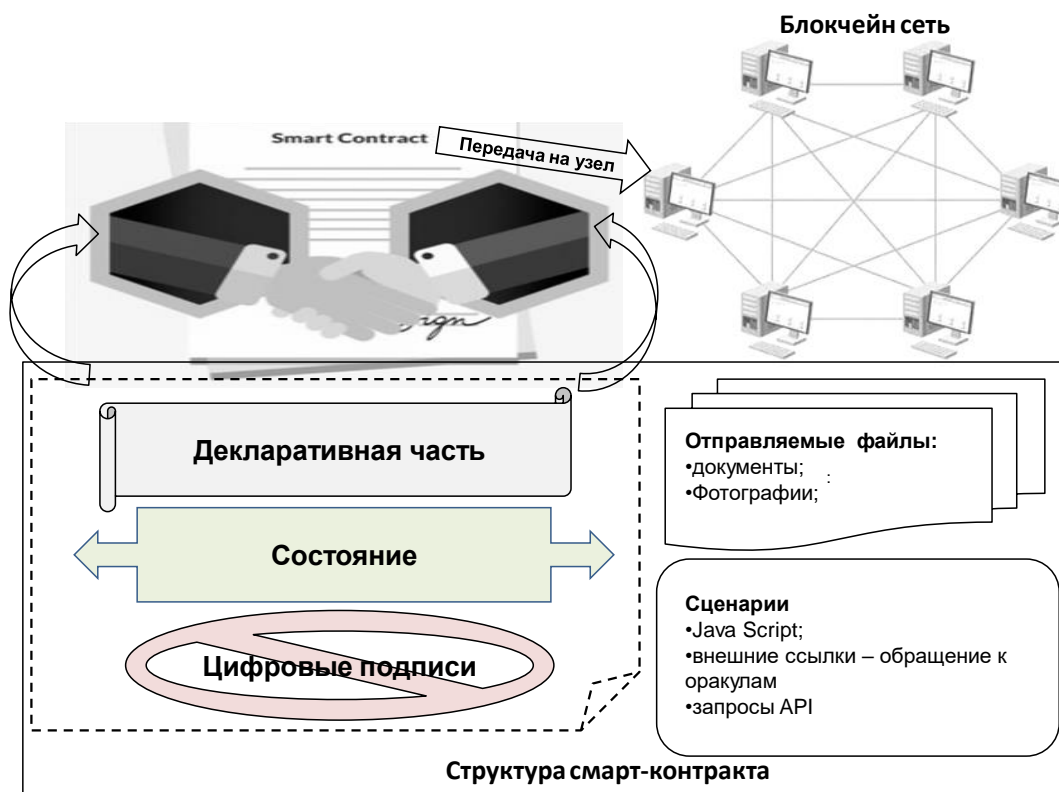 Блокчейн сеть
Smart Contract
Передача на узел
Sign
Декларативная часть
Состояние
Цифровые подписи
Отправляемые файлы:
•документы;
:
•Фотографии;
Сценарии
•Java Script;
•внешние ссылки – обращение к
оракулам
•запросы API
Структура смарт-контракта